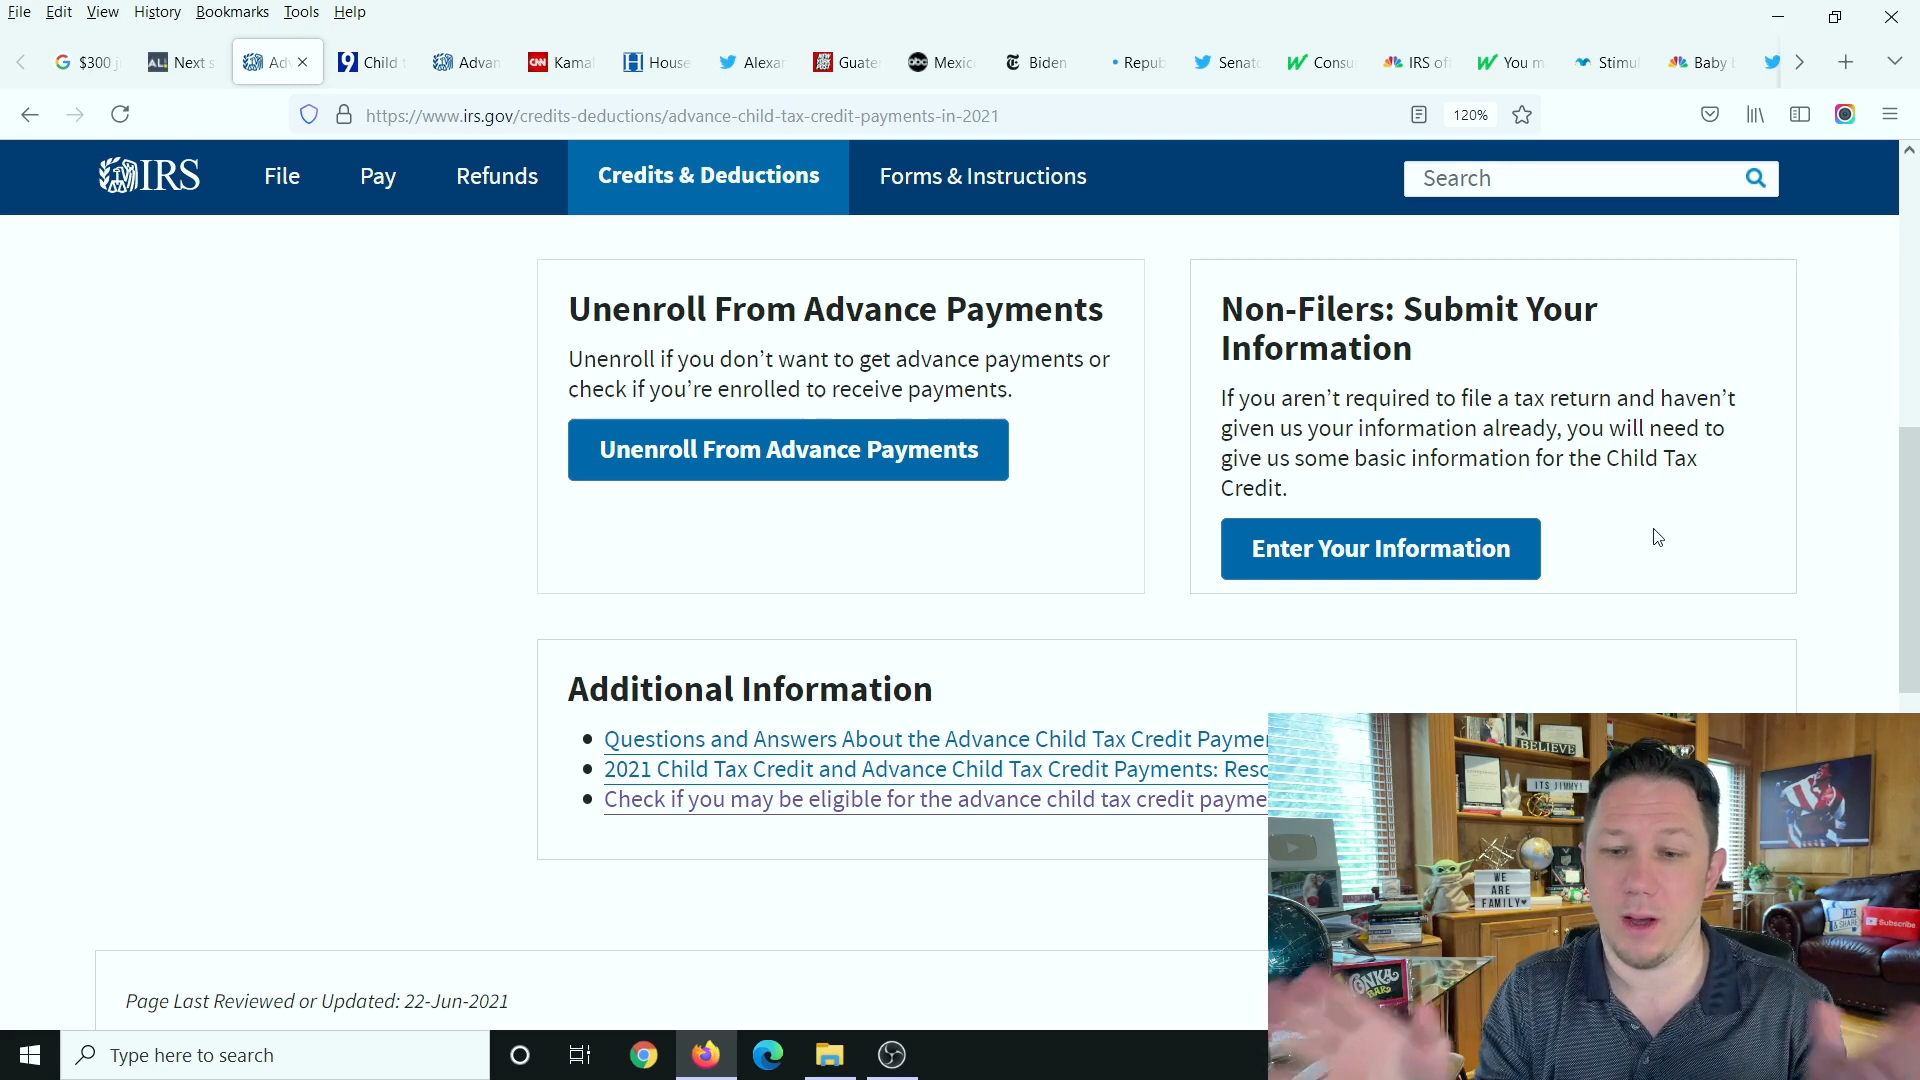 File Edit View History Bookmarks Tools Help
$300 Next Ad Child Advan Kamal House Alexa Guate Mexic Biden Repub Senat Consu IRS of You m Stimul Baby
https://www.irs.gov/credits-deductions/advance-child-tax-credit-payments-in-2021 120%
IRS File Pay Refunds Credits & Deductions Forms & Instructions Search
Unenroll From Advance Payments
Unenroll if you don’t want to get advance payments or
check if you’re enrolled to receive payments.
Unenroll From Advance Payments
Non-Filers: Submit Your
Information
If you aren’t required to file a tax return and haven’t
given us your information already, you will need to
give us some basic information for the Child Tax
Credit.
Enter Your Information
Additional Information
Questions and Answers About the Advance Child Tax Credit Payme
2021 Child Tax Credit and Advance Child Tax Credit Payments: Reso
Check if you may be eligible for the advance child tax credit payme
Page Last Reviewed or Updated: 22-Jun-2021
BELIEVE
ITS JIMMY!
WE
ARE
FAMILY
WONKA
BAR
LIKE
& SHARE
Subscribe
Type here to search